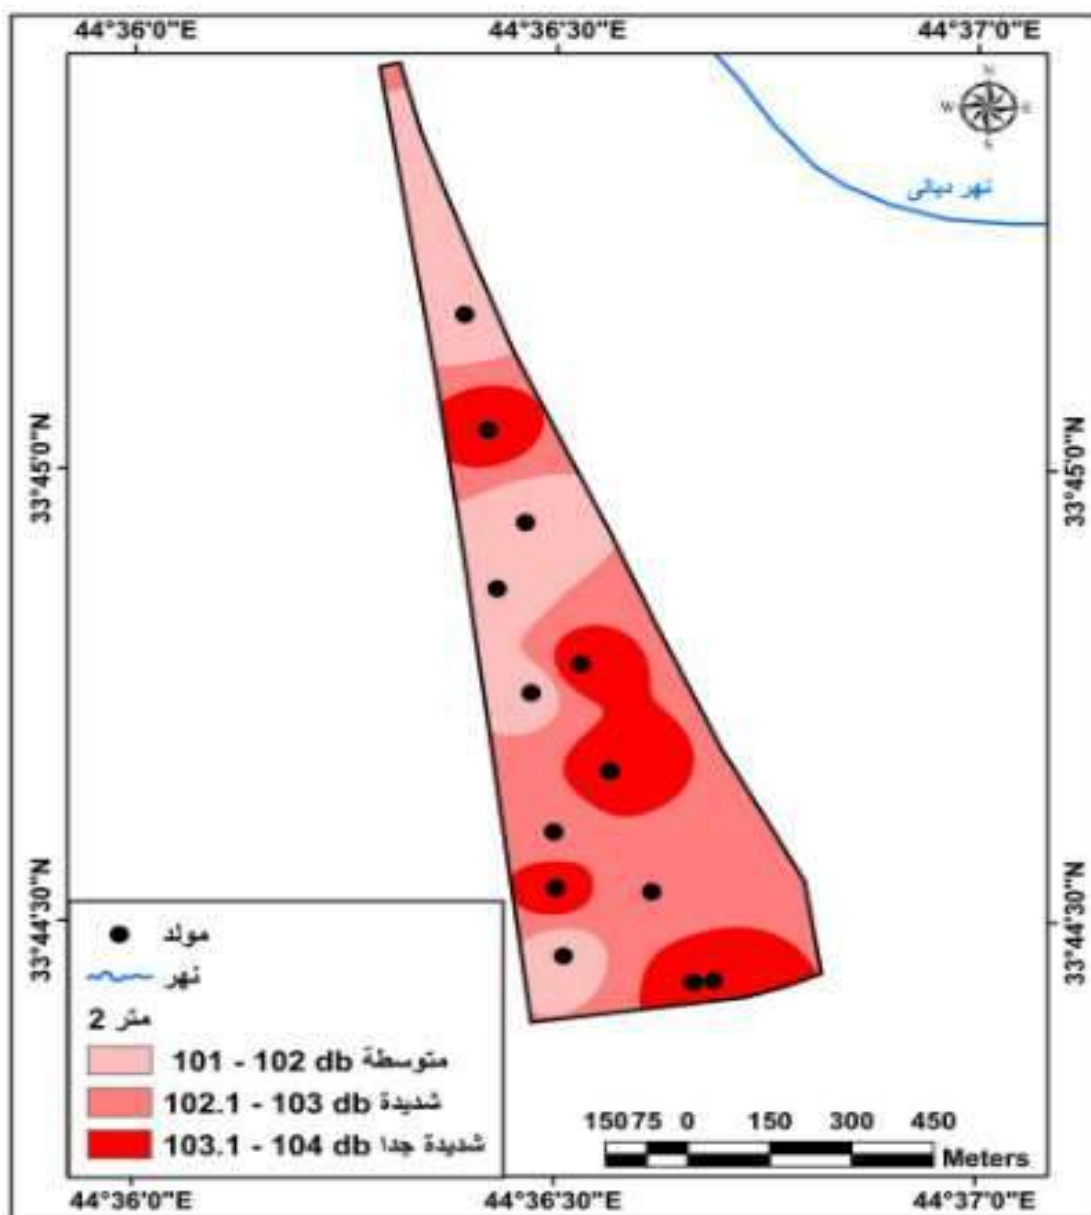 44°36'0"E 44°36'30"E 44°37'0"E
N
W E
S
نهر ديالى
33°45'0"N 33°45'0"N
33°44'30"N 33°44'30"N
مولد
نهر
متر 2
متوسطة 101 - 102 db
شديدة 102.1 - 103 db
شديدة جدا 103.1 - 104 db
150 75 0 150 300 450
Meters
44°36'0"E 44°36'30"E 44°37'0"E